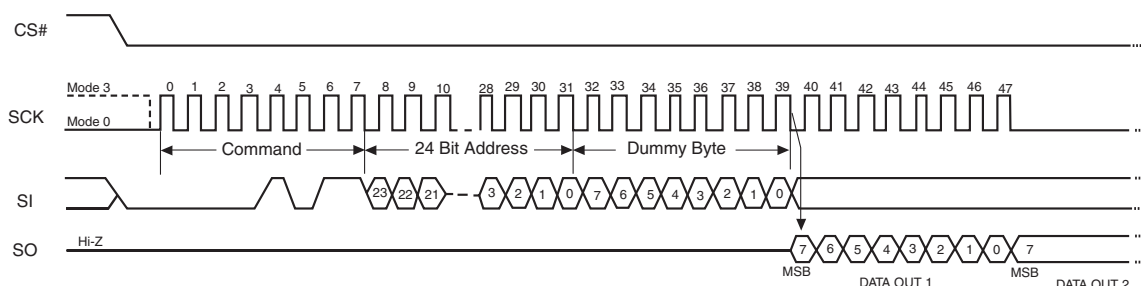 CS#
Mode 3
0 1 2 3 4 5 6 7 8 9 10 28 29 30 31 32 33 34 35 36 37 38 39 40 41 42 43 44 45 46 47
SCK
Mode 0
Command 24 Bit Address Dummy Byte
SI 23 22 21 3 2 1 0 7 6 5 4 3 2 1 0
SO Hi-Z 7 6 5 4 3 2 1 0 7
MSB DATA OUT 1 MSB DATA OUT 2